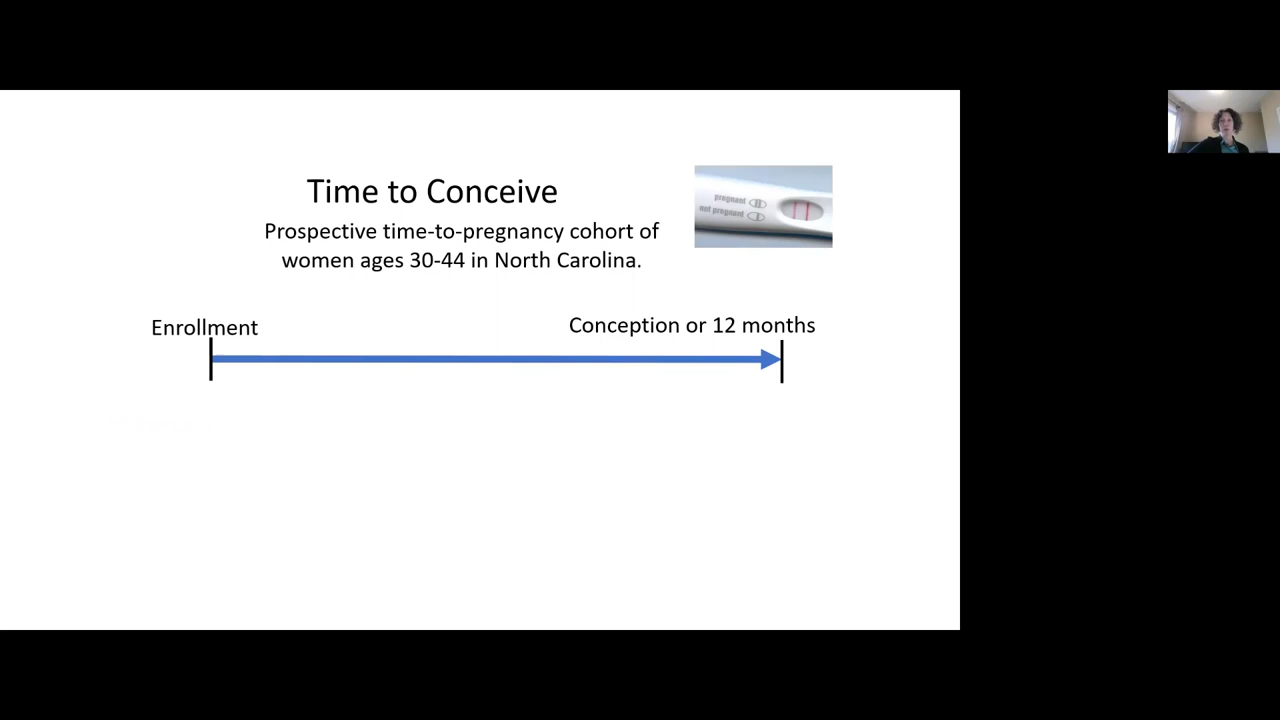 Time to Conceive
Prospective time-to-pregnancy cohort of
women ages 30-44 in North Carolina.
pregnant
not pregnant
Enrollment
Conception or 12 months